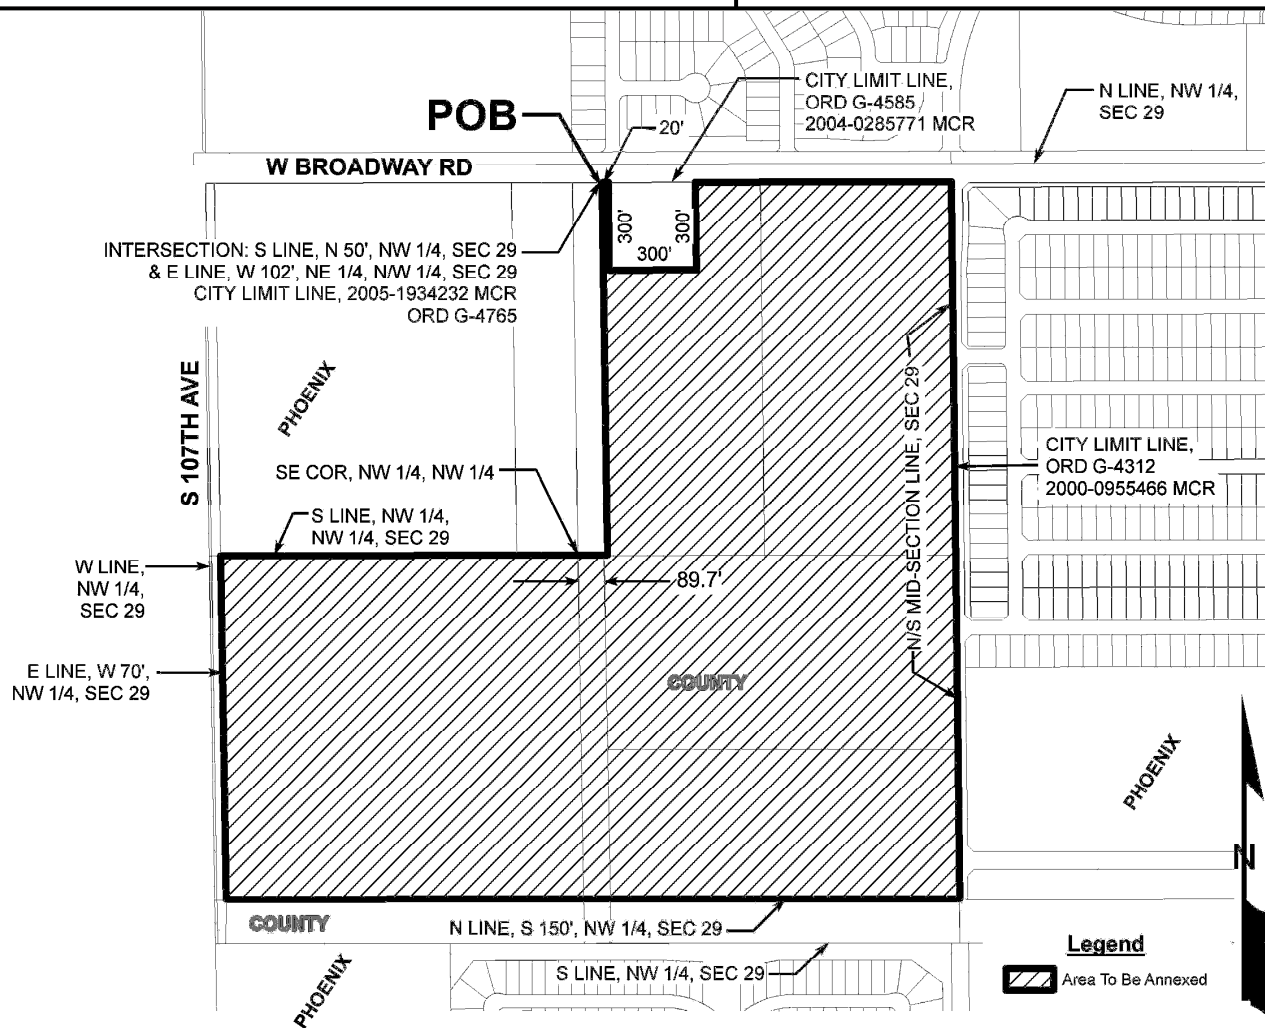 CITY LIMIT LINE,
ORD G-4585
2004-0285771 MCR
N LINE, NW 1/4,
SEC 29
POB
20'
W BROADWAY RD
300'
300'
300'
INTERSECTION: S LINE, N 50', NW 1/4, SEC 29
& E LINE, W 102', NE 1/4, N/W 1/4, SEC 29
CITY LIMIT LINE, 2005-1934232 MCR
ORD G-4765
S 107TH AVE
PHOENIX
N/S MID-SECTION LINE, SEC 29
SE COR, NW 1/4, NW 1/4
CITY LIMIT LINE,
ORD G-4312
2000-0955466 MCR
S LINE, NW 1/4,
NW 1/4, SEC 29
W LINE,
NW 1/4,
SEC 29
89.7'
E LINE, W 70',
NW 1/4, SEC 29
COUNTY
PHOENIX
N
COUNTY
N LINE, S 150', NW 1/4, SEC 29
S LINE, NW 1/4, SEC 29
PHOENIX
Legend
Area To Be Annexed